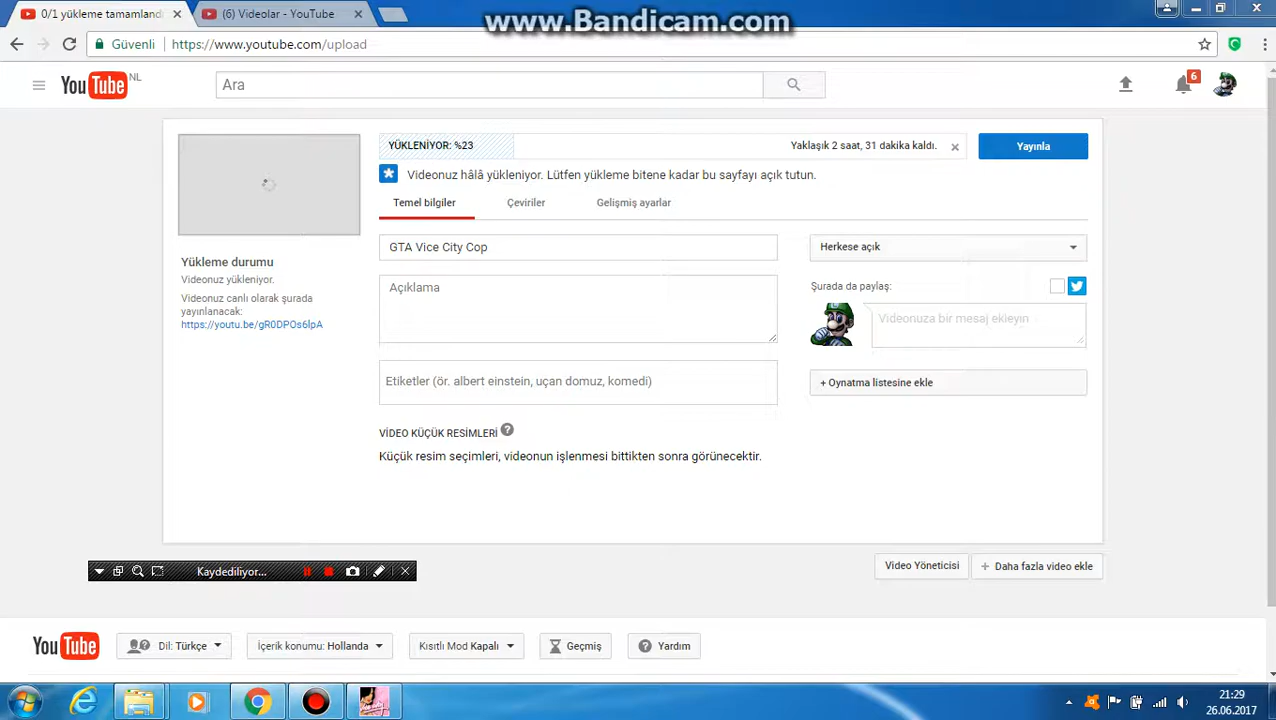 0/1 yükleme tamamland
(6) Videolar - YouTube
www.Bandicam.com
Güvenli
https://www.youtube.com/upload
YouTube NL
Ara
6
YÜKLENİYOR: %23
Yaklaşık 2 saat, 31 dakika kaldı.
Yayınla
Videonuz hâlâ yükleniyor. Lütfen yükleme bitene kadar bu sayfayı açık tutun.
Temel bilgiler
Çeviriler
Gelişmiş ayarlar
GTA Vice City Cop
Herkese açık
Yükleme durumu
Videonuz yükleniyor.
Videonuz canlı olarak şurada
yayınlanacak:
https://youtu.be/gR0DPOs6lpA
Açıklama
Şurada da paylaş:
Videonuza bir mesaj ekleyin
Etiketler (ör. albert einstein, uçan domuz, komedi)
+ Oynatma listesine ekle
VİDEO KÜÇÜK RESİMLERİ
Küçük resim seçimleri, videonun işlenmesi bittikten sonra görünecektir.
Kaydediliyor...
Video Yöneticisi
+ Daha fazla video ekle
YouTube
Dil: Türkçe
İçerik konumu: Hollanda
Kısıtlı Mod Kapalı
Geçmiş
Yardım
21:29
26.06.2017